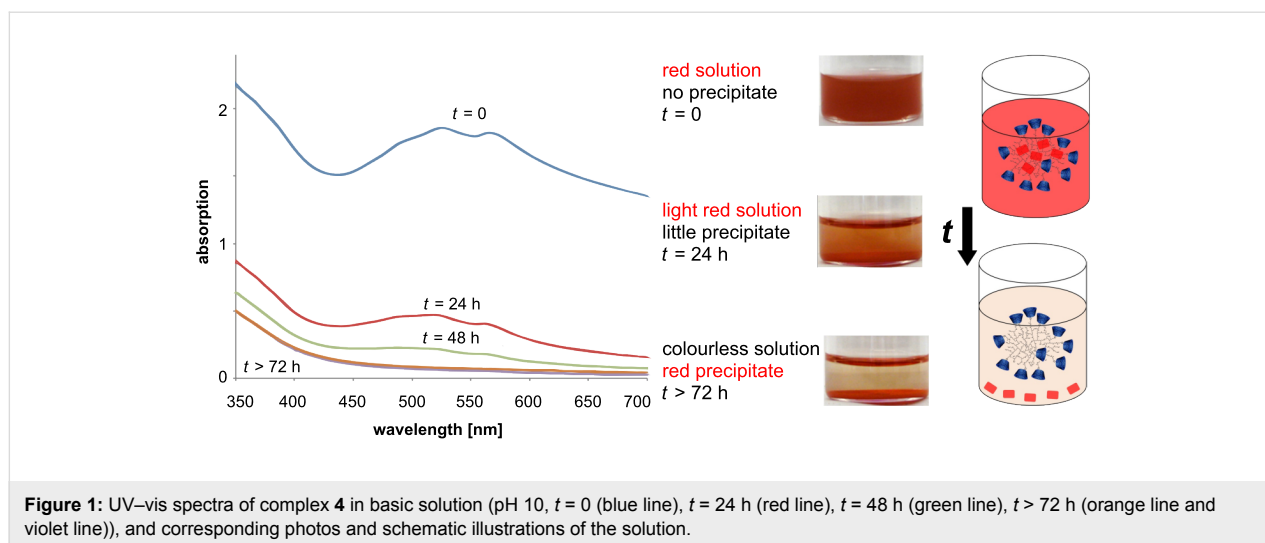 absorption
2
1
0
t = 0
t = 24 h
t = 48 h
t > 72 h
350 400 450 500 550 600 650 700
wavelength [nm]
red solution
no precipitate
t = 0
light red solution
little precipitate
t = 24 h
colourless solution
red precipitate
t > 72 h
t
Figure 1: UV–vis spectra of complex 4 in basic solution (pH 10, t = 0 (blue line), t = 24 h (red line), t = 48 h (green line), t > 72 h (orange line and
violet line)), and corresponding photos and schematic illustrations of the solution.